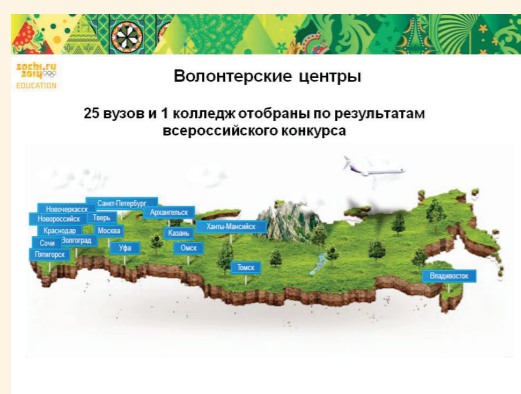 sochi.ru
2014
EDUCATION
Волонтерские центры
25 вузов и 1 колледж отобраны по результатам
всероссийского конкурса
Санкт-Петербург
Новочеркасск
Архангельск
Новороссийск
Тверь
Ханты-Мансийск
Краснодар
Москва
Казань
Сочи
Волгоград
Уфа
Омск
Пятигорск
Томск
Владивосток